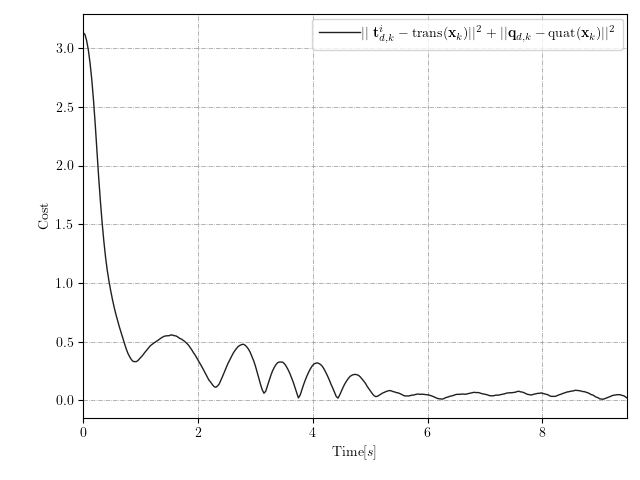 || t^i_{d,k} − trans(x_k)||² + ||q_{d,k} − quat(x_k)||²
3.0
2.5
2.0
1.5
1.0
0.5
0.0
Cost
0 2 4 6 8
Time[s]